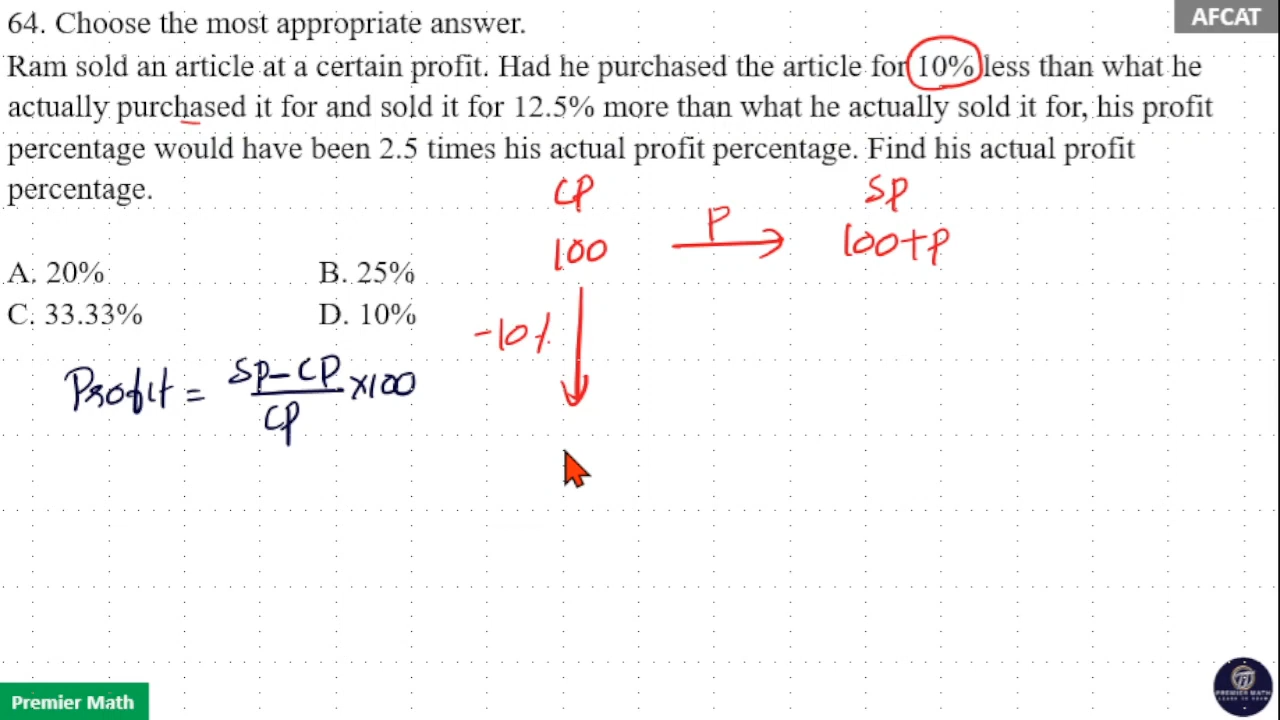 AFCAT
64. Choose the most appropriate answer.
Ram sold an article at a certain profit. Had he purchased the article for 10% less than what he
actually purchased it for and sold it for 12.5% more than what he actually sold it for, his profit
percentage would have been 2.5 times his actual profit percentage. Find his actual profit
percentage.
CP SP
100 P 100+P
A. 20% B. 25%
C. 33.33% D. 10%
-10%
Profit = SP-CP/CP ×100
Premier Math
PREMIER MATH